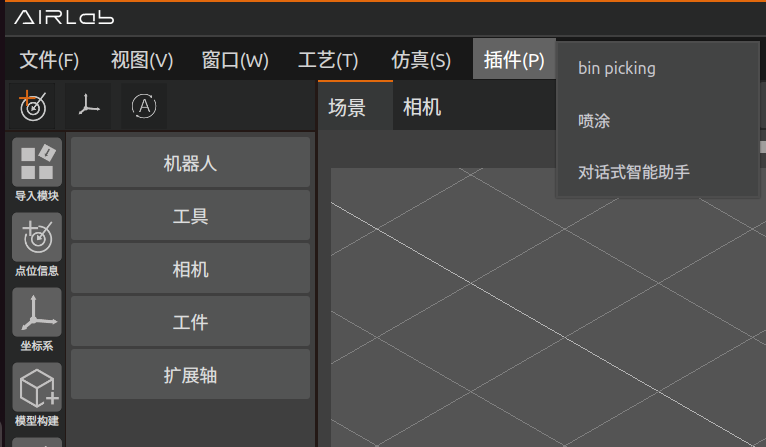 AIRLab
文件(F) 视图(V) 窗口(W) 工艺(T) 仿真(S) 插件(P)
bin picking
喷涂
对话式智能助手
A
场景 相机
导入模块
点位信息
坐标系
模型构建
机器人
工具
相机
工件
扩展轴